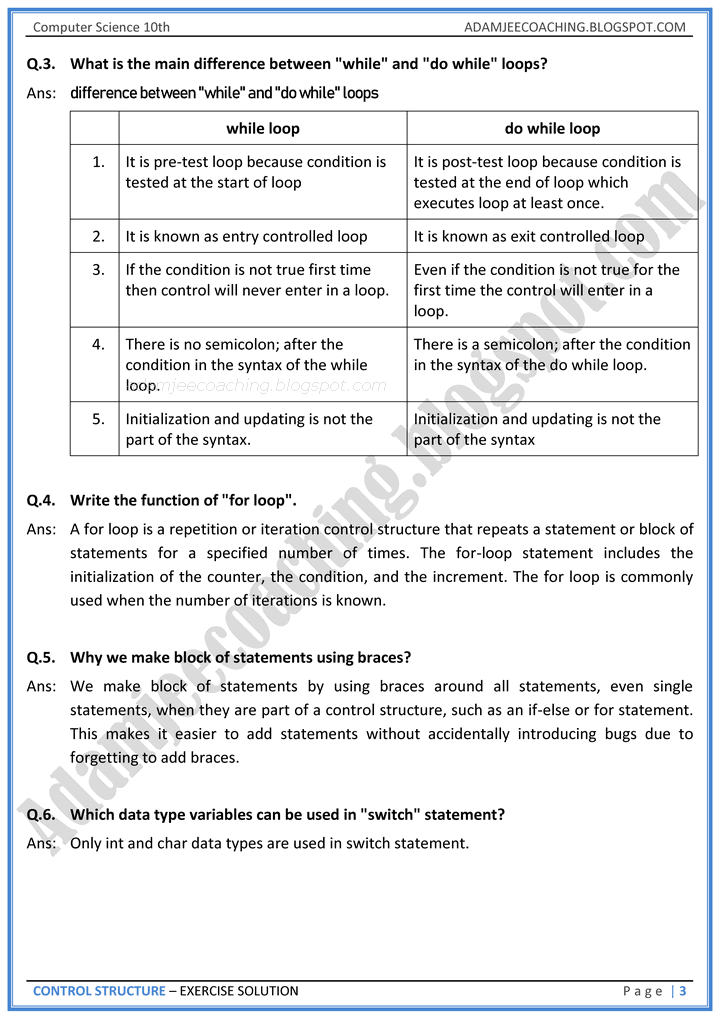 Computer Science 10th ADAMJEECOACHING.BLOGSPOT.COM
Q.3. What is the main difference between "while" and "do while" loops?
Ans: difference between "while" and "do while" loops
while loop do while loop
1. It is pre-test loop because condition is
tested at the start of loop
It is post-test loop because condition is
tested at the end of loop which
executes loop at least once.
2. It is known as entry controlled loop It is known as exit controlled loop
3. If the condition is not true first time
then control will never enter in a loop.
Even if the condition is not true for the
first time the control will enter in a
loop.
4. There is no semicolon; after the
condition in the syntax of the while
loop.
There is a semicolon; after the condition
in the syntax of the do while loop.
adamjeecoaching.blogspot.com
5. Initialization and updating is not the
part of the syntax.
Initialization and updating is not the
part of the syntax
Q.4. Write the function of "for loop".
Ans: A for loop is a repetition or iteration control structure that repeats a statement or block of
statements for a specified number of times. The for-loop statement includes the
initialization of the counter, the condition, and the increment. The for loop is commonly
used when the number of iterations is known.
Q.5. Why we make block of statements using braces?
Ans: We make block of statements by using braces around all statements, even single
statements, when they are part of a control structure, such as an if-else or for statement.
This makes it easier to add statements without accidentally introducing bugs due to
forgetting to add braces.
Q.6. Which data type variables can be used in "switch" statement?
Ans: Only int and char data types are used in switch statement.
Adamjeecoaching.blogspot.com
CONTROL STRUCTURE – EXERCISE SOLUTION P a g e | 3